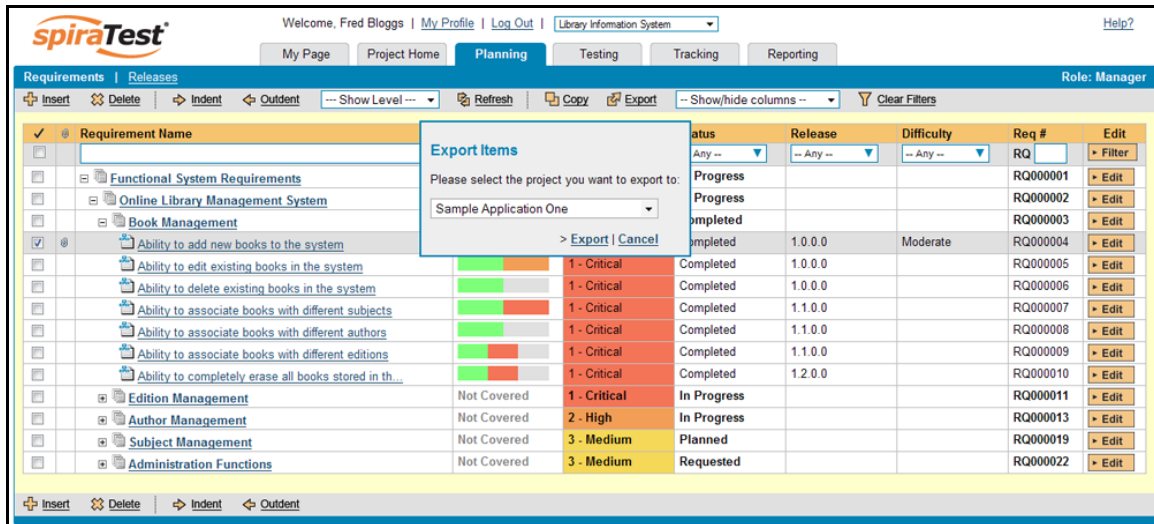 Welcome, Fred Bloggs | My Profile | Log Out | Library Information System Help?
spiraTest®
My Page Project Home Planning Testing Tracking Reporting
Requirements | Releases Role: Manager
Insert Delete Indent Outdent --- Show Level --- Refresh Copy Export -- Show/hide columns -- Clear Filters
Requirement Name atus Release Difficulty Req # Edit
Any -- -- Any -- -- Any -- RQ Filter
Export Items
Please select the project you want to export to:
Sample Application One
> Export | Cancel
Functional System Requirements Progress RQ000001 Edit
Online Library Management System Progress RQ000002 Edit
Book Management ompleted RQ000003 Edit
Ability to add new books to the system ompleted 1.0.0.0 Moderate RQ000004 Edit
Ability to edit existing books in the system 1 - Critical Completed 1.0.0.0 RQ000005 Edit
Ability to delete existing books in the system 1 - Critical Completed 1.0.0.0 RQ000006 Edit
Ability to associate books with different subjects 1 - Critical Completed 1.1.0.0 RQ000007 Edit
Ability to associate books with different authors 1 - Critical Completed 1.1.0.0 RQ000008 Edit
Ability to associate books with different editions 1 - Critical Completed 1.1.0.0 RQ000009 Edit
Ability to completely erase all books stored in th... 1 - Critical Completed 1.2.0.0 RQ000010 Edit
Edition Management Not Covered 1 - Critical In Progress RQ000011 Edit
Author Management Not Covered 2 - High In Progress RQ000013 Edit
Subject Management Not Covered 3 - Medium Planned RQ000019 Edit
Administration Functions Not Covered 3 - Medium Requested RQ000022 Edit
Insert Delete Indent Outdent